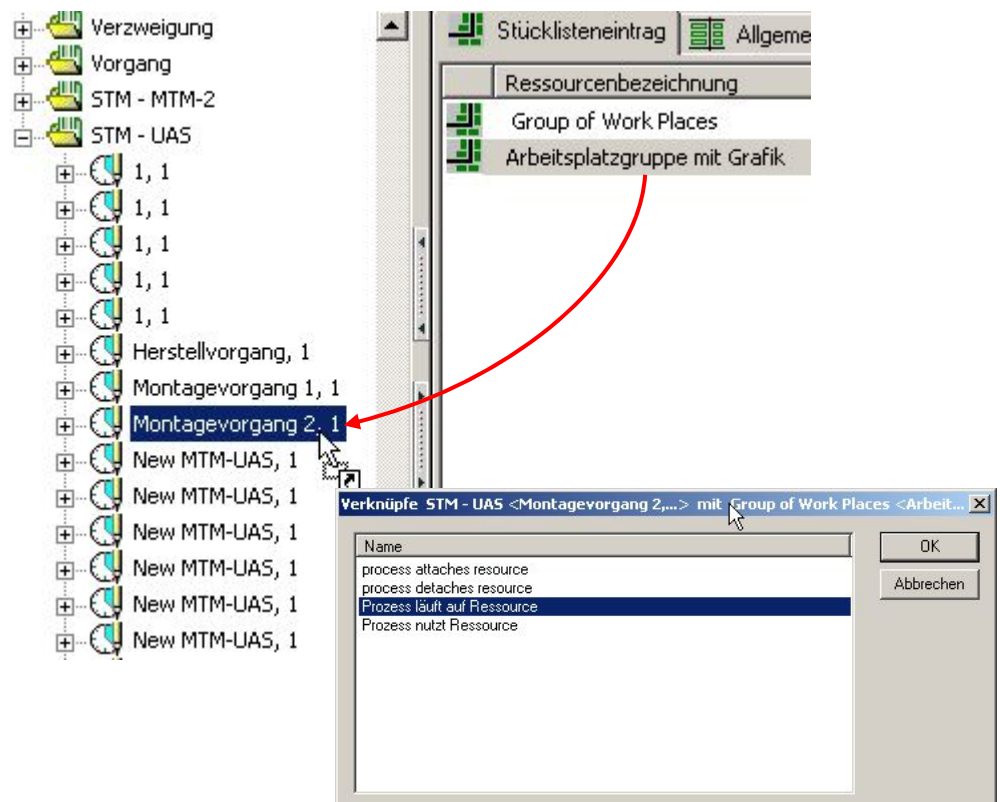 Verzweigung
Vorgang
STM - MTM-2
STM - UAS
1, 1
1, 1
1, 1
1, 1
1, 1
Herstellvorgang, 1
Montagevorgang 1, 1
Montagevorgang 2, 1
New MTM-UAS, 1
New MTM-UAS, 1
New MTM-UAS, 1
New MTM-UAS, 1
New MTM-UAS, 1
New MTM-UAS, 1
Stücklisteneintrag Allgeme
Ressourcenbezeichnung
Group of Work Places
Arbeitsplatzgruppe mit Grafik
Verknüpfe STM - UAS <Montagevorgang 2,...> mit Group of Work Places <Arbeit...
Name
process attaches resource
process detaches resource
Prozess läuft auf Ressource
Prozess nutzt Ressource
OK
Abbrechen